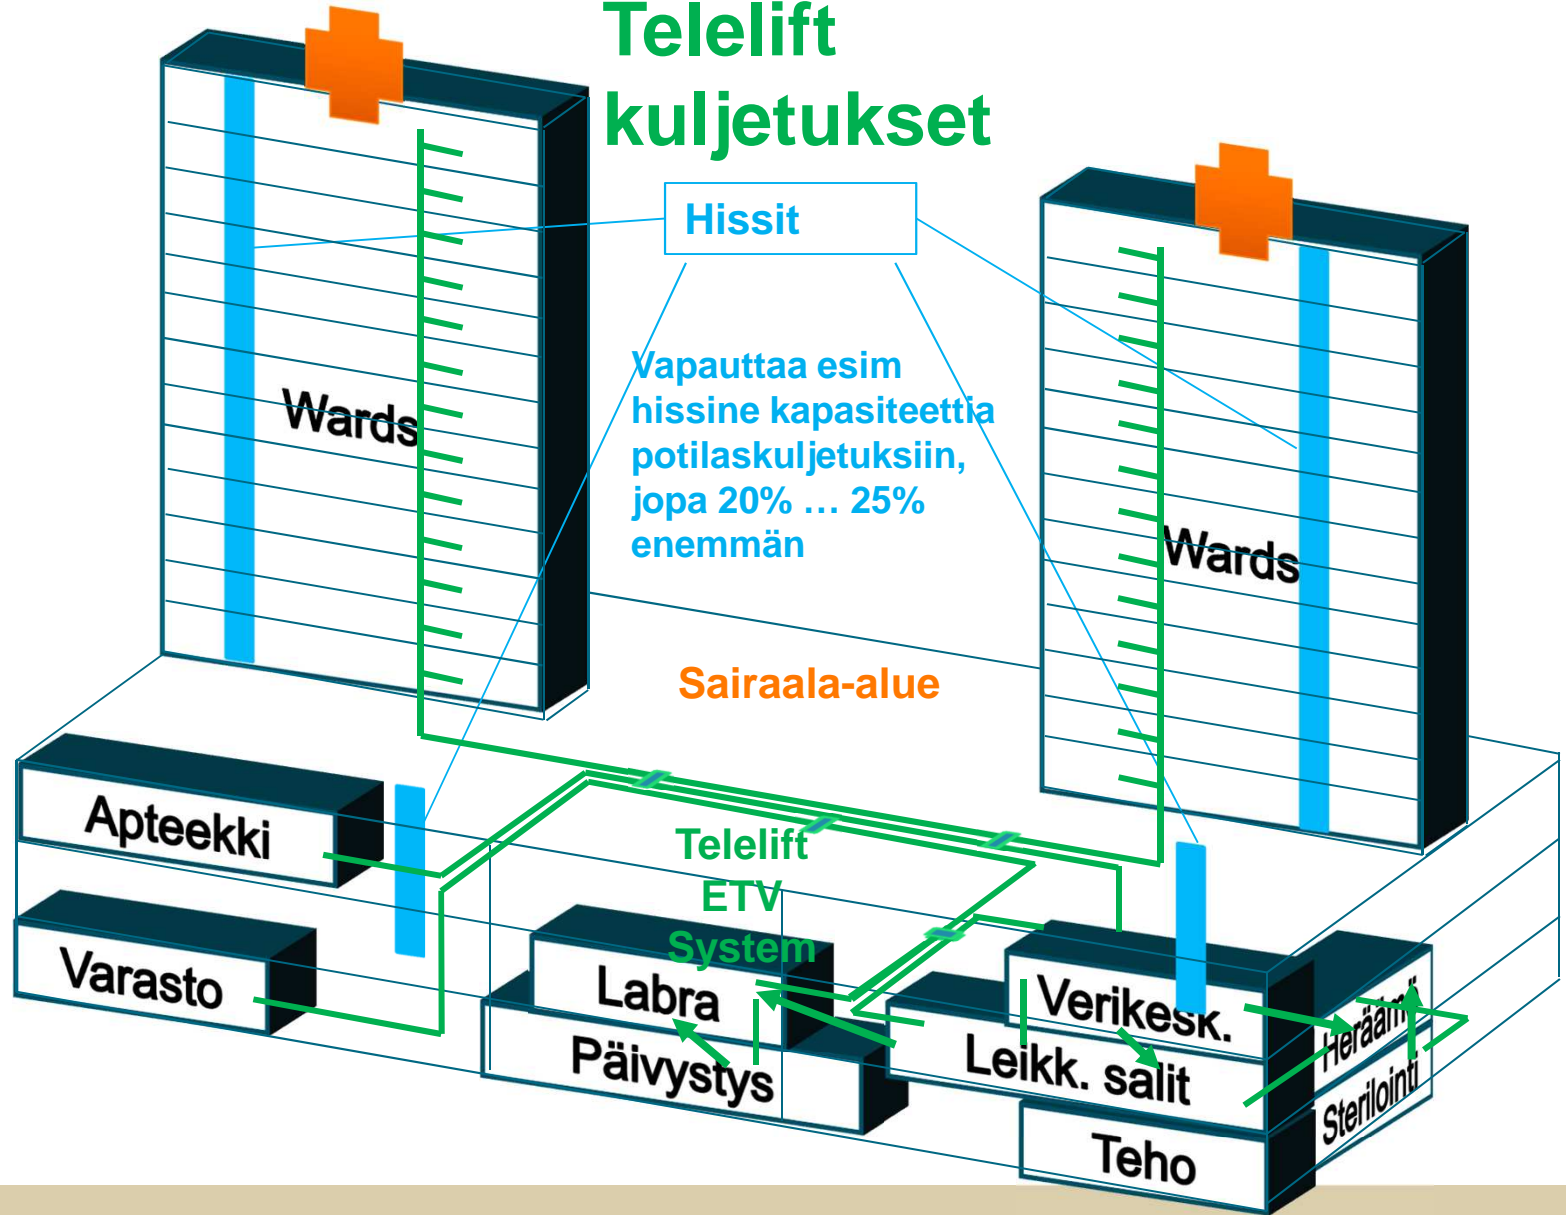 Telelift
kuljetukset
Hissit
Vapauttaa esim
hissine kapasiteettia
potilaskuljetuksiin,
jopa 20% … 25%
enemmän
Wards
Wards
Sairaala-alue
Apteekki
Varasto
Telelift
ETV
System
Labra
Päivystys
Verikesk.
Leikk. salit
Teho
Heräämö
Sterilointi